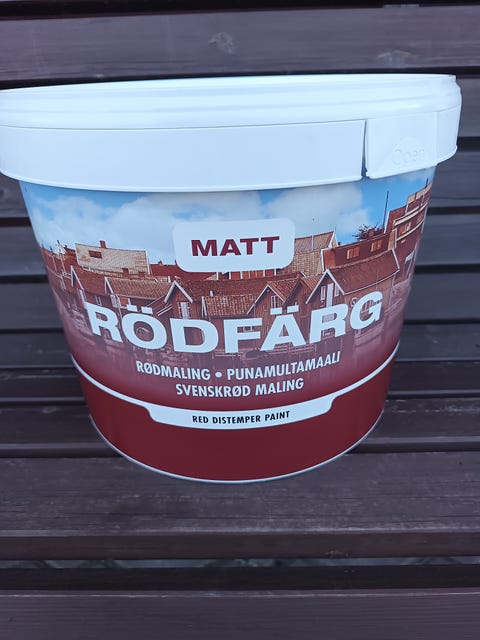 Open
MATT
RÖDFÄRG
RØDMALING • PUNAMULTAMAALI
SVENSKRØD MALING
RED DISTEMPER PAINT